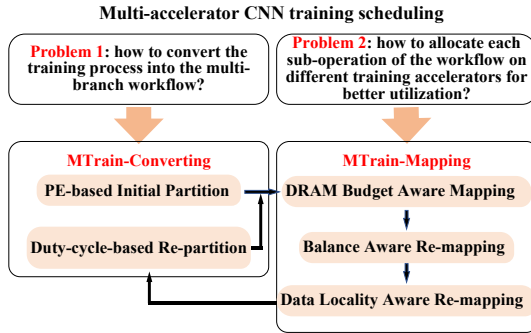 Multi-accelerator CNN training scheduling
Problem 1: how to convert the
training process into the multi-
branch workflow?
Problem 2: how to allocate each
sub-operation of the workflow on
different training accelerators for
better utilization?
MTrain-Converting
PE-based Initial Partition
Duty-cycle-based Re-partition
MTrain-Mapping
DRAM Budget Aware Mapping
Balance Aware Re-mapping
Data Locality Aware Re-mapping